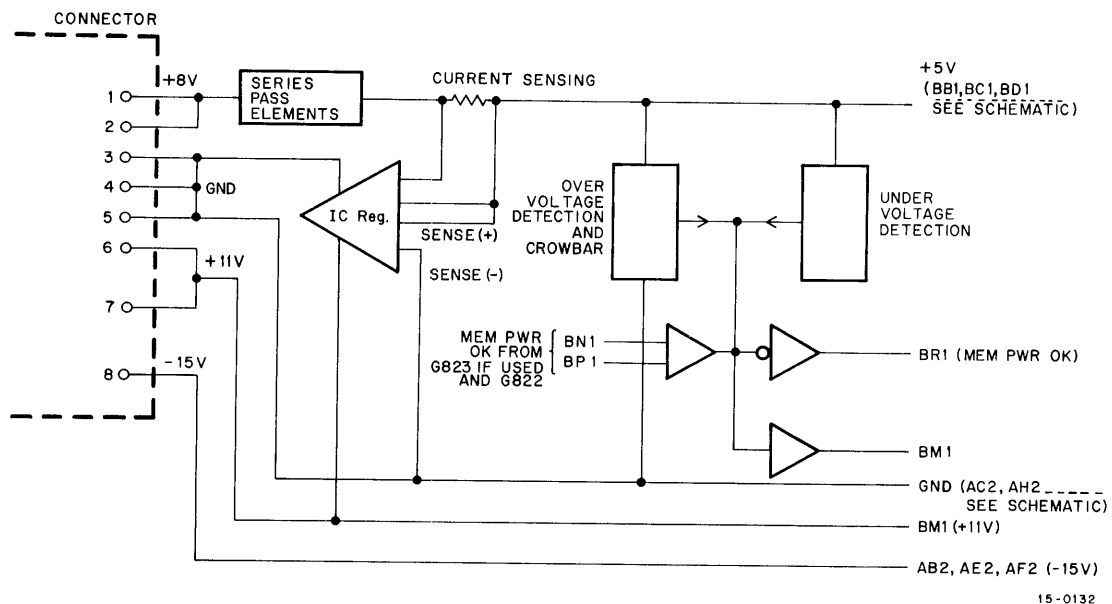 CONNECTOR
+8V
1
2
3
4
5
6
7
8
GND
+11V
-15V
SERIES
PASS
ELEMENTS
CURRENT SENSING
IC Reg.
SENSE(+)
SENSE(-)
OVER
VOLTAGE
DETECTION
AND
CROWBAR
UNDER
VOLTAGE
DETECTION
+5V
(BB1,BC1,BD1
SEE SCHEMATIC)
MEM PWR
OK FROM
G823 IF USED
AND G822
BN1
BP1
BR1 (MEM PWR OK)
BM1
GND (AC2, AH2_____
SEE SCHEMATIC)
BM1 (+11V)
AB2, AE2, AF2 (-15V)
15-0132